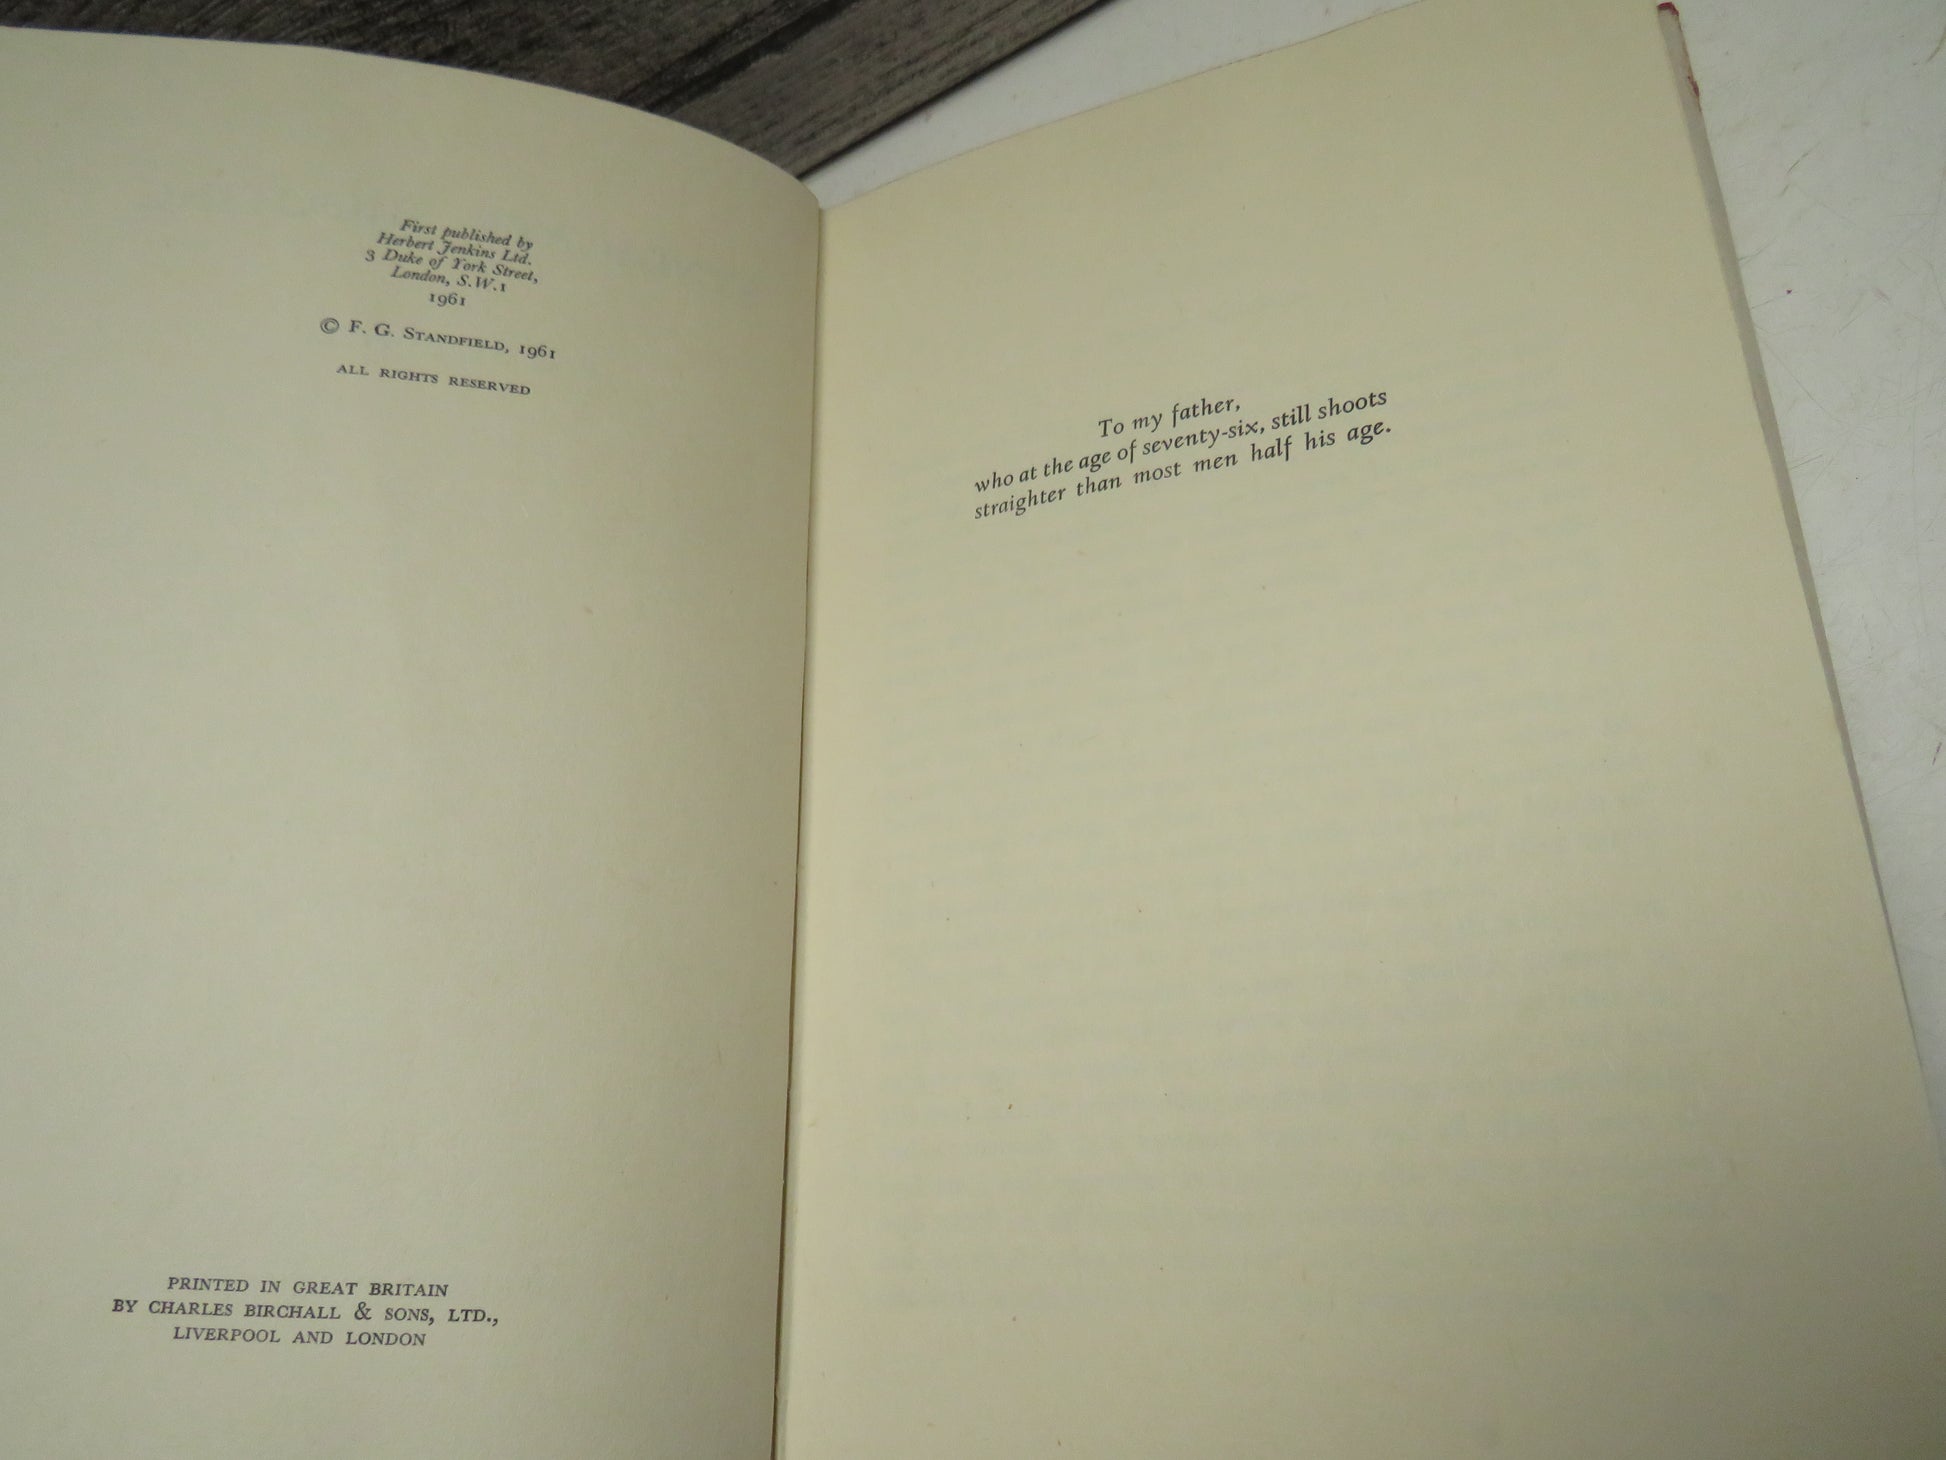 First published by
Herbert Jenkins Ltd.
3 Duke of York Street,
London, S.W.1
1961
© F. G. STANDFIELD, 1961
ALL RIGHTS RESERVED
PRINTED IN GREAT BRITAIN
BY CHARLES BIRCHALL & SONS, LTD.,
LIVERPOOL AND LONDON
To my father,
who at the age of seventy-six, still shoots
straighter than most men half his age.